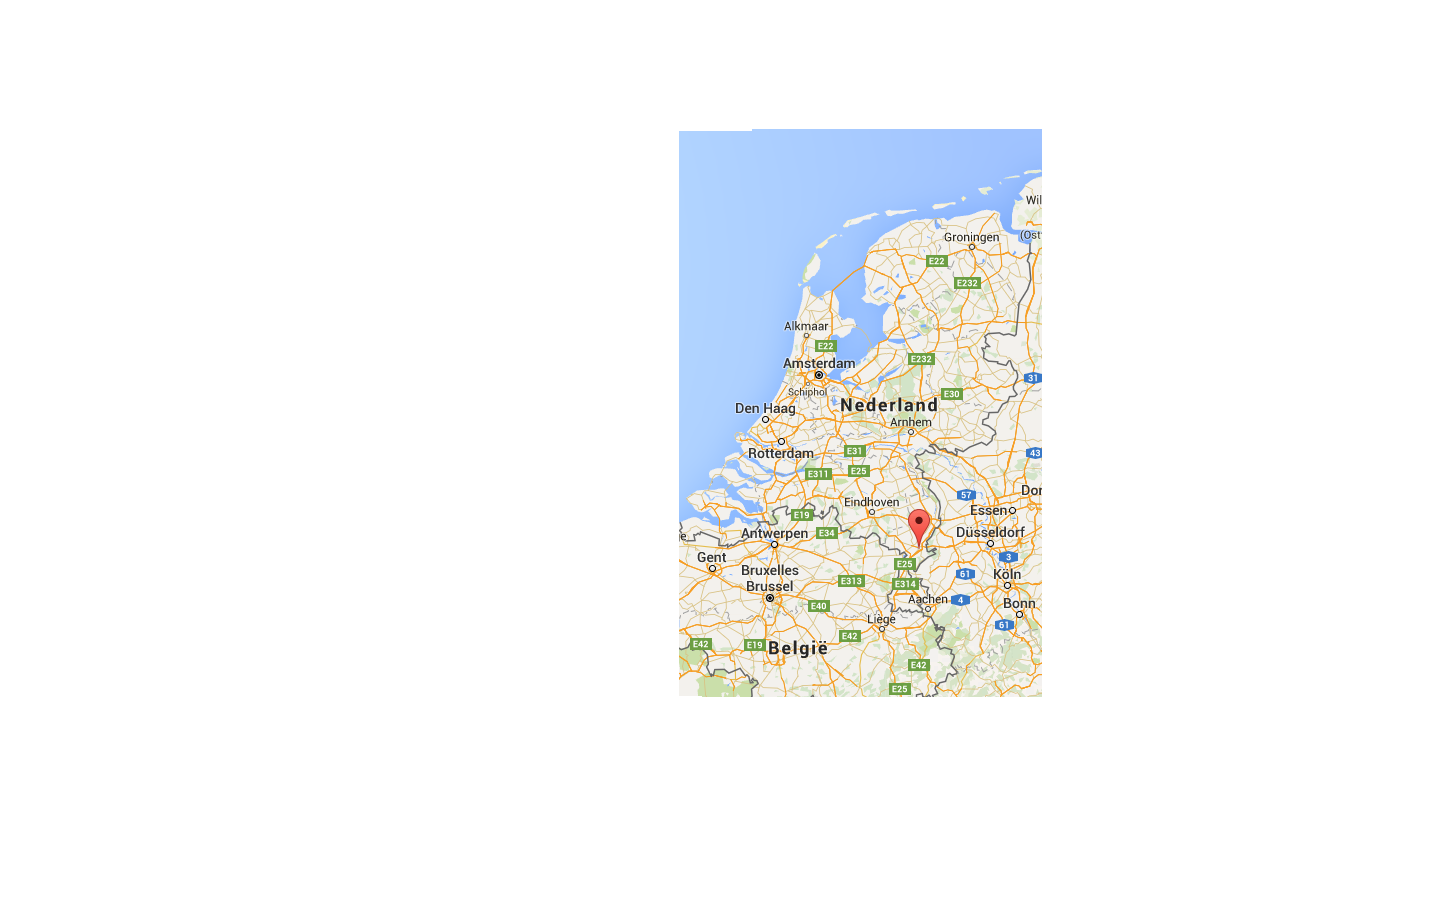 Wil
Groningen
(Ost
E22
E232
Alkmaar
E22
Amsterdam
E232
31
Schiphol
E30
Nederland
Den Haag
Arnhem
Rotterdam
E31
43
E311
E25
Dor
57
Eindhoven
Essen
E19
Antwerpen
E34
Düsseldorf
e
Gent
3
E25
Bruxelles
Brussel
61
Köln
E313
E314
Aachen
4
Bonn
E40
Liège
61
E42
E42
E19
België
E42
E25